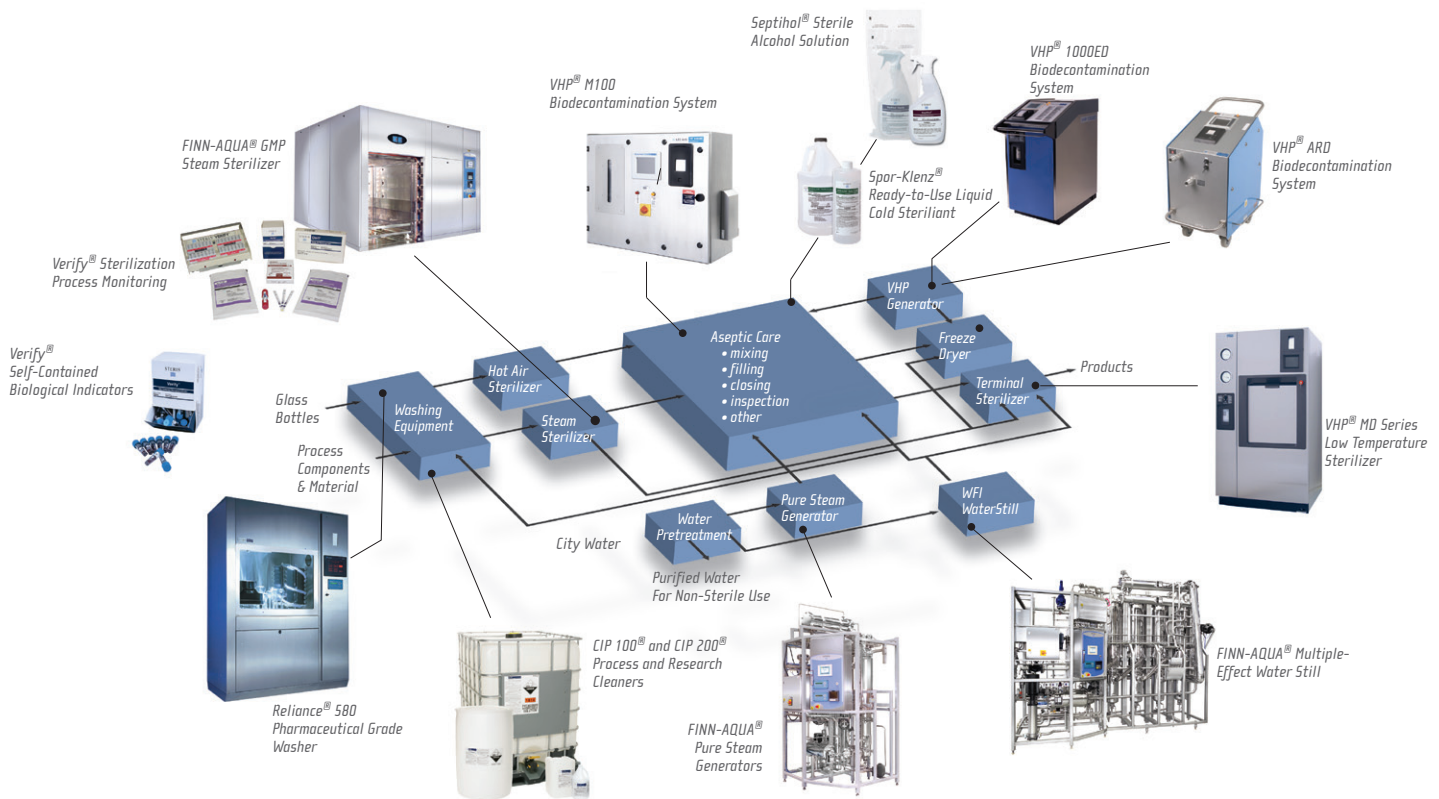 Septihol® Sterile
Alcohol Solution
VHP® 1000ED
Biodecontamination
System
VHP® M100
Biodecontamination System
FINN-AQUA® GMP
Steam Sterilizer
VHP® ARD
Biodecontamination
System
Spor-Klenz®
Ready-to-Use Liquid
Cold Steriliant
Verify® Sterilization
Process Monitoring
VHP
Generator
Aseptic Care
• mixing
• filling
• closing
• inspection
• other
Freeze
Dryer
Verify®
Self-Contained
Biological Indicators
STERIS
Verify
Hot Air
Sterilizer
Terminal
Sterilizer
Products
Glass
Bottles
Washing
Equipment
Steam
Sterilizer
VHP® MD Series
Low Temperature
Sterilizer
Process
Components
& Material
Pure Steam
Generator
WFI
WaterStill
Water
Pretreatment
City Water
Purified Water
For Non-Sterile Use
CIP 100® and CIP 200®
Process and Research
Cleaners
FINN-AQUA® Multiple-
Effect Water Still
Reliance® 580
Pharmaceutical Grade
Washer
FINN-AQUA®
Pure Steam
Generators